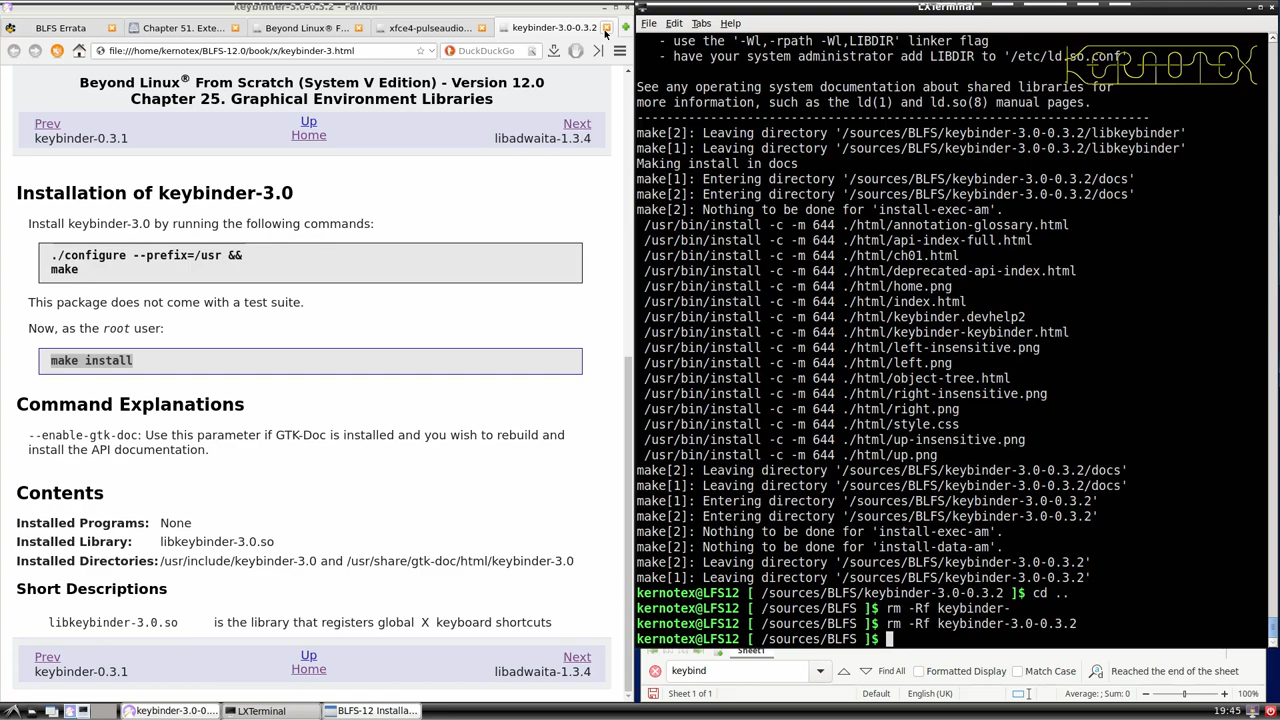 keybinder-3.0-0.3.2 - Falkon
BLFS Errata
Chapter 51. Exter
Beyond Linux® F
xfce4-pulseaudio
keybinder-3.0-0.3.2
file:///home/kernotex/BLFS-12.0/book/x/keybinder-3.html
DuckDuckGo
Beyond Linux® From Scratch (System V Edition) - Version 12.0
Chapter 25. Graphical Environment Libraries
Prev
Up
Next
keybinder-0.3.1
Home
libadwaita-1.3.4
Installation of keybinder-3.0
Install keybinder-3.0 by running the following commands:
./configure --prefix=/usr &&
make
This package does not come with a test suite.
Now, as the root user:
make install
Command Explanations
--enable-gtk-doc: Use this parameter if GTK-Doc is installed and you wish to rebuild and
install the API documentation.
Contents
Installed Programs: None
Installed Library: libkeybinder-3.0.so
Installed Directories: /usr/include/keybinder-3.0 and /usr/share/gtk-doc/html/keybinder-3.0
Short Descriptions
libkeybinder-3.0.so is the library that registers global X keyboard shortcuts
Prev
Up
Next
keybinder-0.3.1
Home
libadwaita-1.3.4
LXTerminal
File Edit Tabs Help
- use the '-Wl,-rpath -Wl,LIBDIR' linker flag
- have your system administrator add LIBDIR to '/etc/ld.so.conf'
KERNOTEX
See any operating system documentation about shared libraries for
more information, such as the ld(1) and ld.so(8) manual pages.
----------------------------------------------------------------------
make[2]: Leaving directory '/sources/BLFS/keybinder-3.0-0.3.2/libkeybinder'
make[1]: Leaving directory '/sources/BLFS/keybinder-3.0-0.3.2/libkeybinder'
Making install in docs
make[1]: Entering directory '/sources/BLFS/keybinder-3.0-0.3.2/docs'
make[2]: Entering directory '/sources/BLFS/keybinder-3.0-0.3.2/docs'
make[2]: Nothing to be done for 'install-exec-am'.
/usr/bin/install -c -m 644 ./html/annotation-glossary.html
/usr/bin/install -c -m 644 ./html/api-index-full.html
/usr/bin/install -c -m 644 ./html/ch01.html
/usr/bin/install -c -m 644 ./html/deprecated-api-index.html
/usr/bin/install -c -m 644 ./html/home.png
/usr/bin/install -c -m 644 ./html/index.html
/usr/bin/install -c -m 644 ./html/keybinder.devhelp2
/usr/bin/install -c -m 644 ./html/keybinder-keybinder.html
/usr/bin/install -c -m 644 ./html/left-insensitive.png
/usr/bin/install -c -m 644 ./html/left.png
/usr/bin/install -c -m 644 ./html/object-tree.html
/usr/bin/install -c -m 644 ./html/right-insensitive.png
/usr/bin/install -c -m 644 ./html/right.png
/usr/bin/install -c -m 644 ./html/style.css
/usr/bin/install -c -m 644 ./html/up-insensitive.png
/usr/bin/install -c -m 644 ./html/up.png
make[2]: Leaving directory '/sources/BLFS/keybinder-3.0-0.3.2/docs'
make[1]: Leaving directory '/sources/BLFS/keybinder-3.0-0.3.2/docs'
make[1]: Entering directory '/sources/BLFS/keybinder-3.0-0.3.2'
make[2]: Entering directory '/sources/BLFS/keybinder-3.0-0.3.2'
make[2]: Nothing to be done for 'install-exec-am'.
make[2]: Nothing to be done for 'install-data-am'.
make[2]: Leaving directory '/sources/BLFS/keybinder-3.0-0.3.2'
make[1]: Leaving directory '/sources/BLFS/keybinder-3.0-0.3.2'
kernotex@LFS12 [ /sources/BLFS/keybinder-3.0-0.3.2 ]$ cd ..
kernotex@LFS12 [ /sources/BLFS ]$ rm -Rf keybinder-
kernotex@LFS12 [ /sources/BLFS ]$ rm -Rf keybinder-3.0-0.3.2
kernotex@LFS12 [ /sources/BLFS ]$
Sheet1
keybind Find All Formatted Display Match Case Reached the end of the sheet
Sheet 1 of 1 Default English (UK) Average: ; Sum: 0 100%
keybinder-3.0-0... LXTerminal BLFS-12 Installa... 19:45